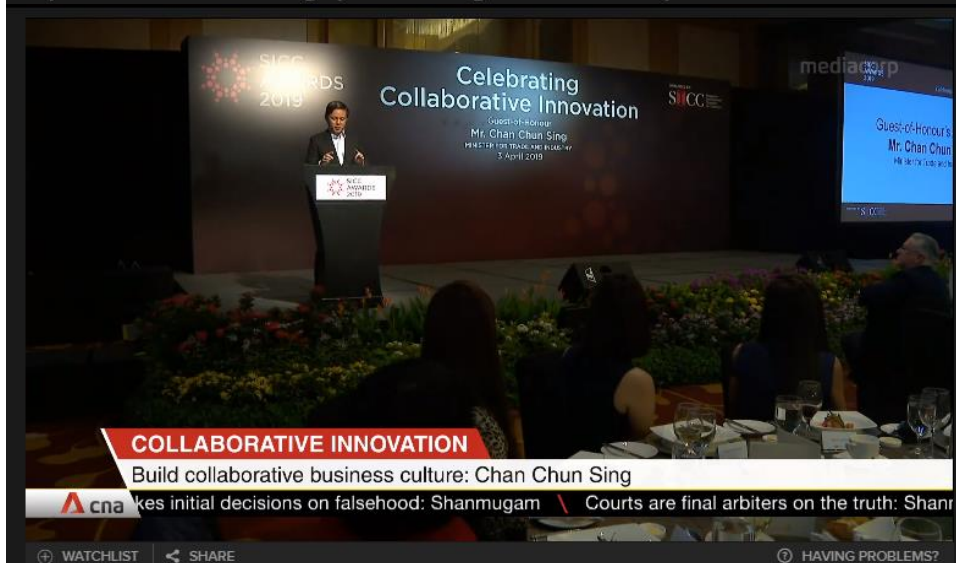 mediacorp
SICC
AWARDS
2019
Celebrating
Collaborative Innovation
Guest-of-Honour
Mr. Chan Chun Sing
MINISTER FOR TRADE AND INDUSTRY
3 April 2019
SICC
Guest-of-Honour's
Mr. Chan Chun
SICC
AWARDS
2019
COLLABORATIVE INNOVATION
Build collaborative business culture: Chan Chun Sing
cna kes initial decisions on falsehood: Shanmugam \ Courts are final arbiters on the truth: Shanm
WATCHLIST SHARE HAVING PROBLEMS?